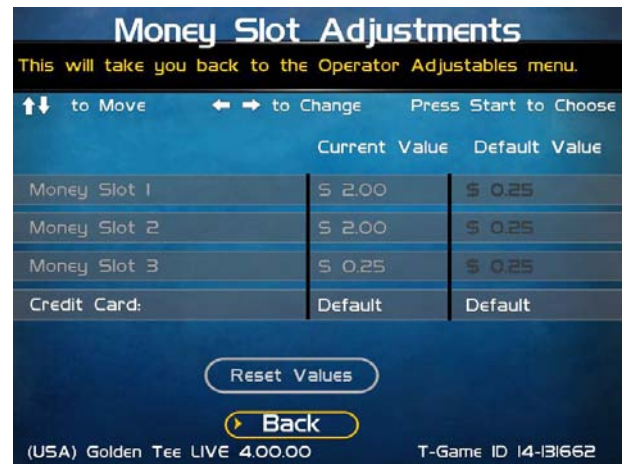 Money Slot Adjustments
This will take you back to the Operator Adjustables menu.
to Move to Change Press Start to Choose
Current Value Default Value
Money Slot 1 $ 2.00 $ 0.25
Money Slot 2 $ 2.00 $ 0.25
Money Slot 3 $ 0.25 $ 0.25
Credit Card: Default Default
Reset Values
Back
(USA) Golden Tee LIVE 4.00.00 T-Game ID 14-131662